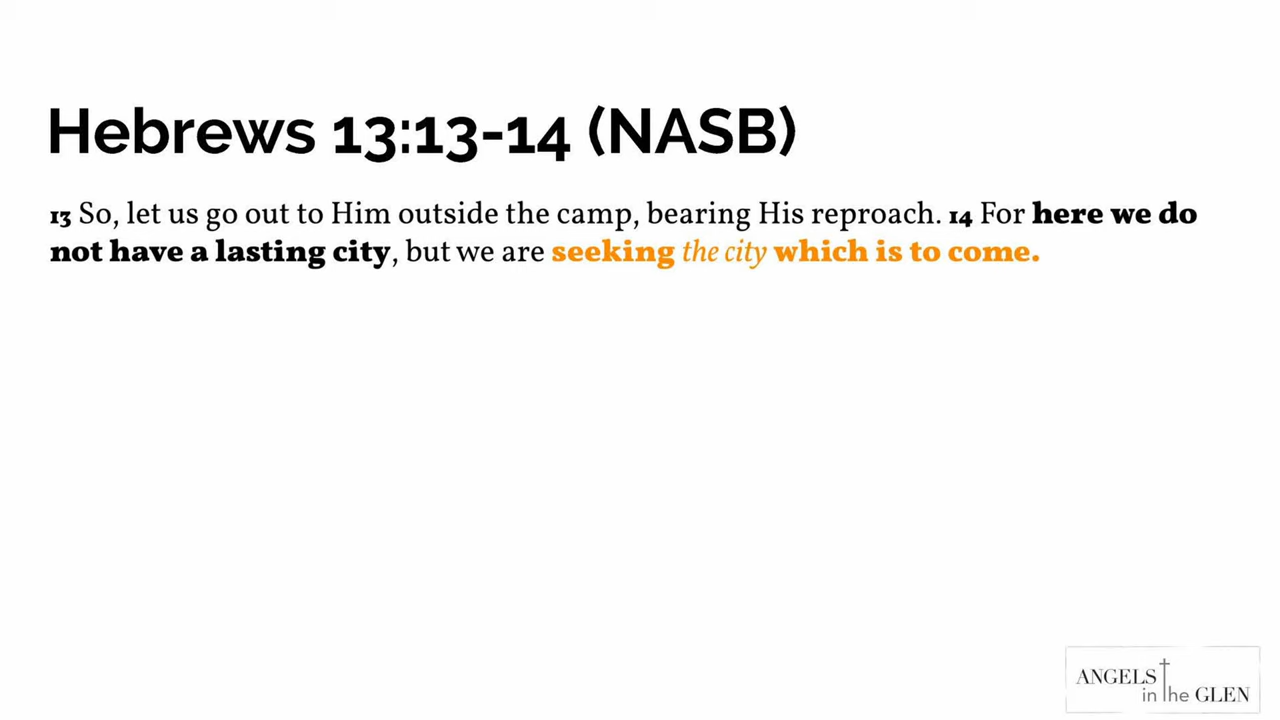 Hebrews 13:13-14 (NASB)
13 So, let us go out to Him outside the camp, bearing His reproach. 14 For here we do
not have a lasting city, but we are seeking the city which is to come.
ANGELS
in the GLEN